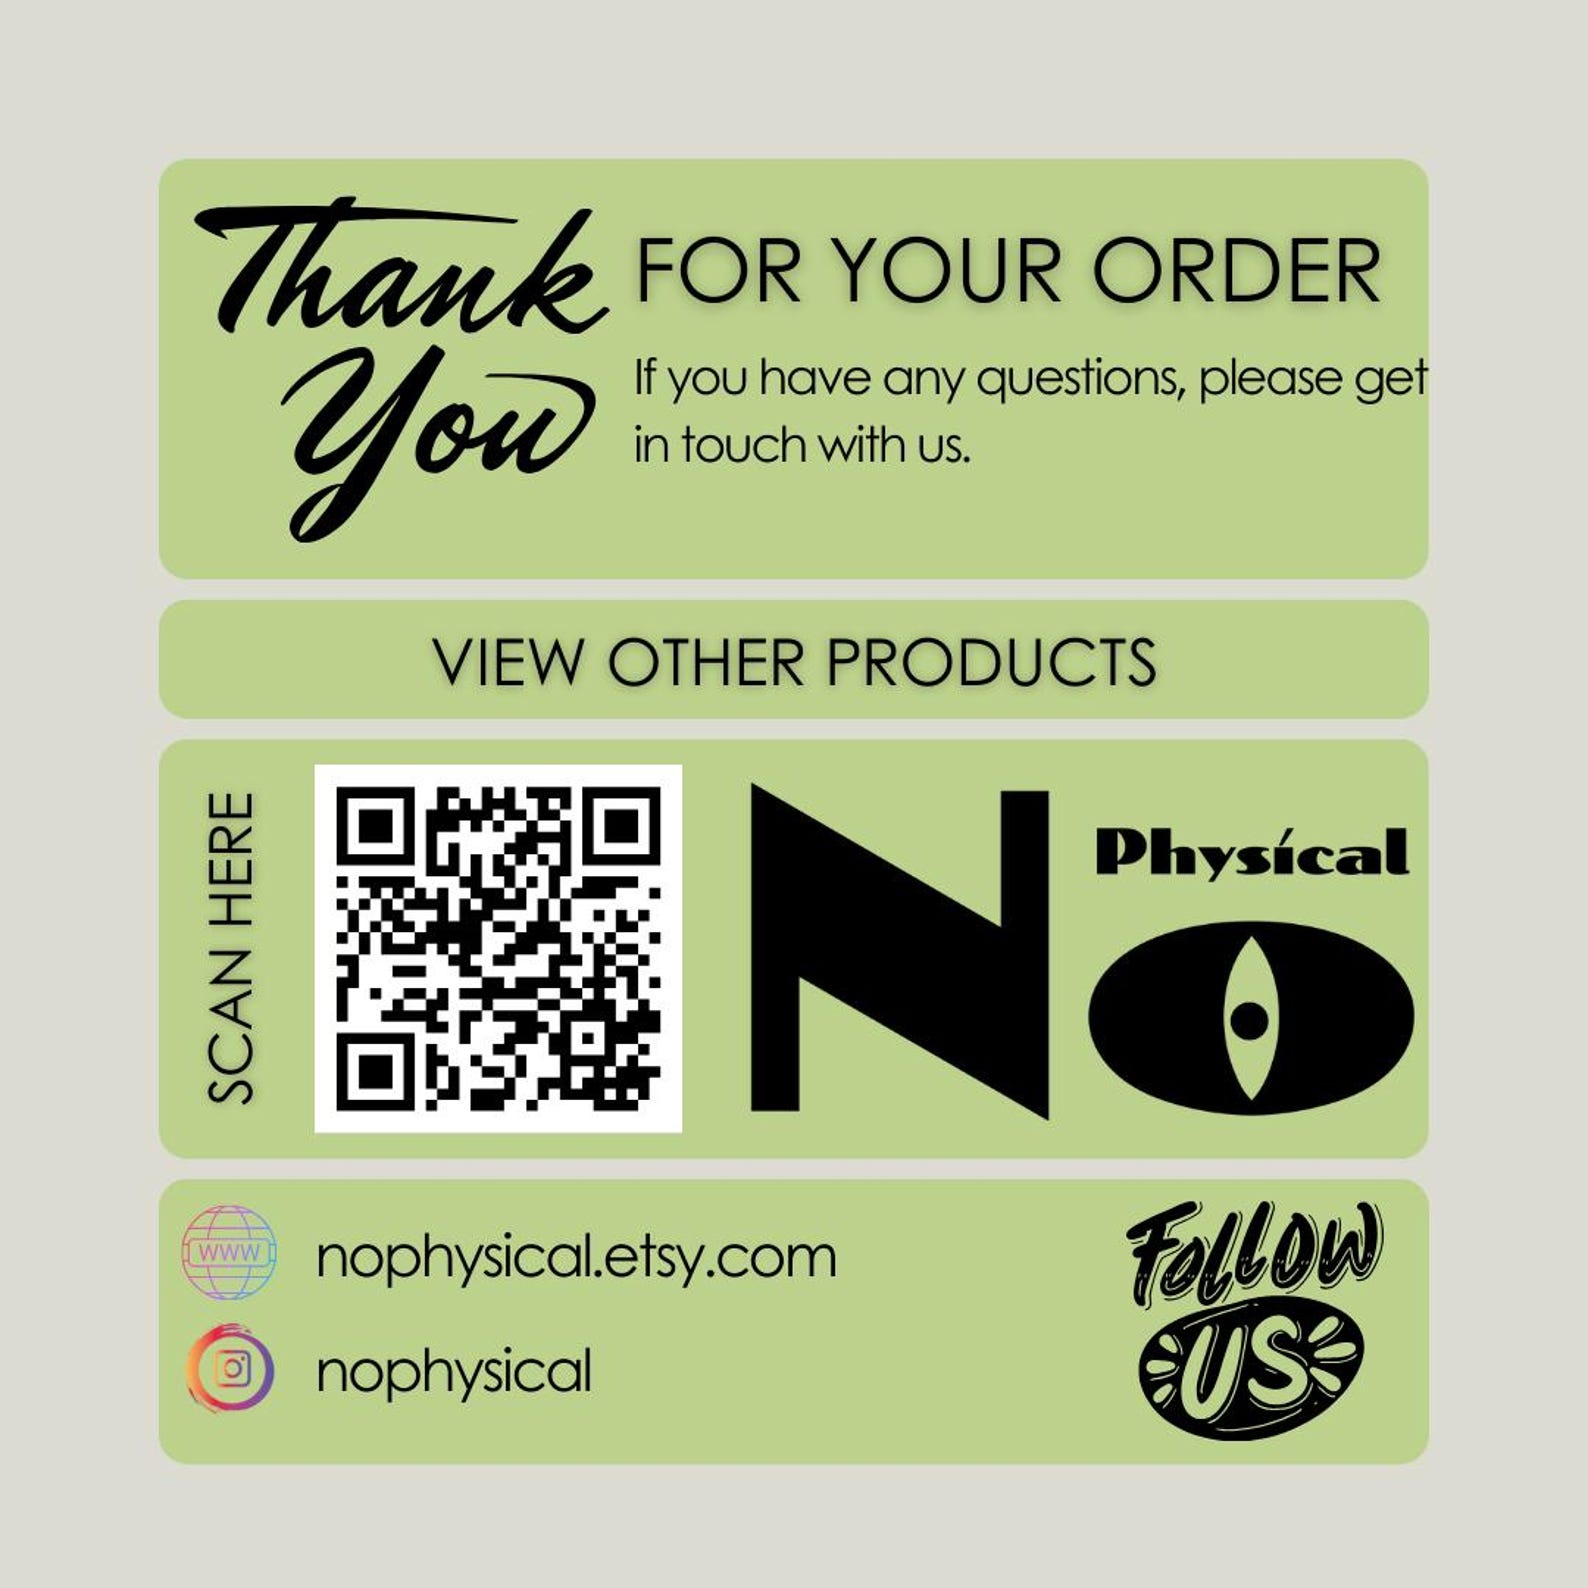 Thank
You
FOR YOUR ORDER
If you have any questions, please get
in touch with us.
VIEW OTHER PRODUCTS
SCAN HERE
No
Physical
www
nophysical.etsy.com
nophysical
Follow
US